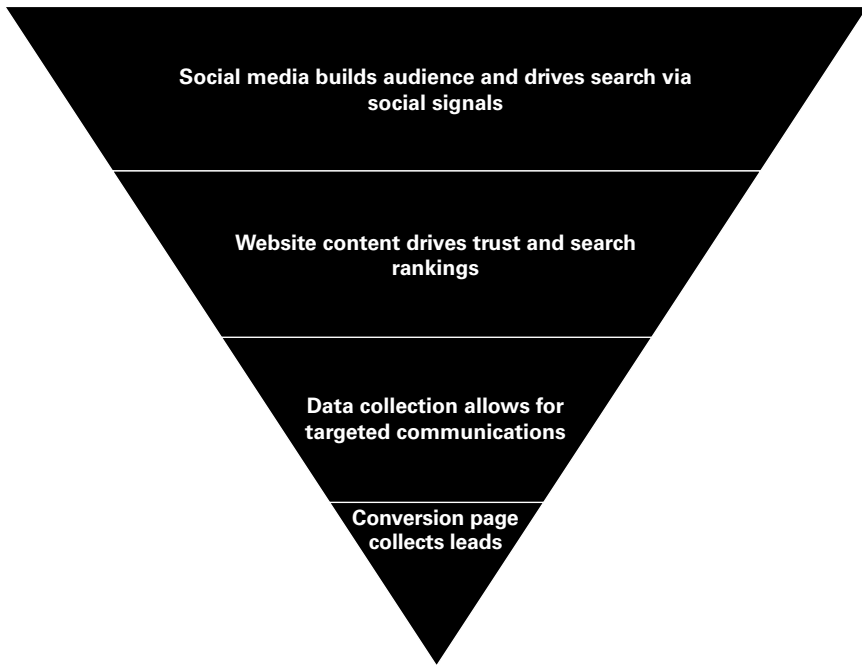 Social media builds audience and drives search via
social signals
Website content drives trust and search
rankings
Data collection allows for
targeted communications
Conversion page
collects leads